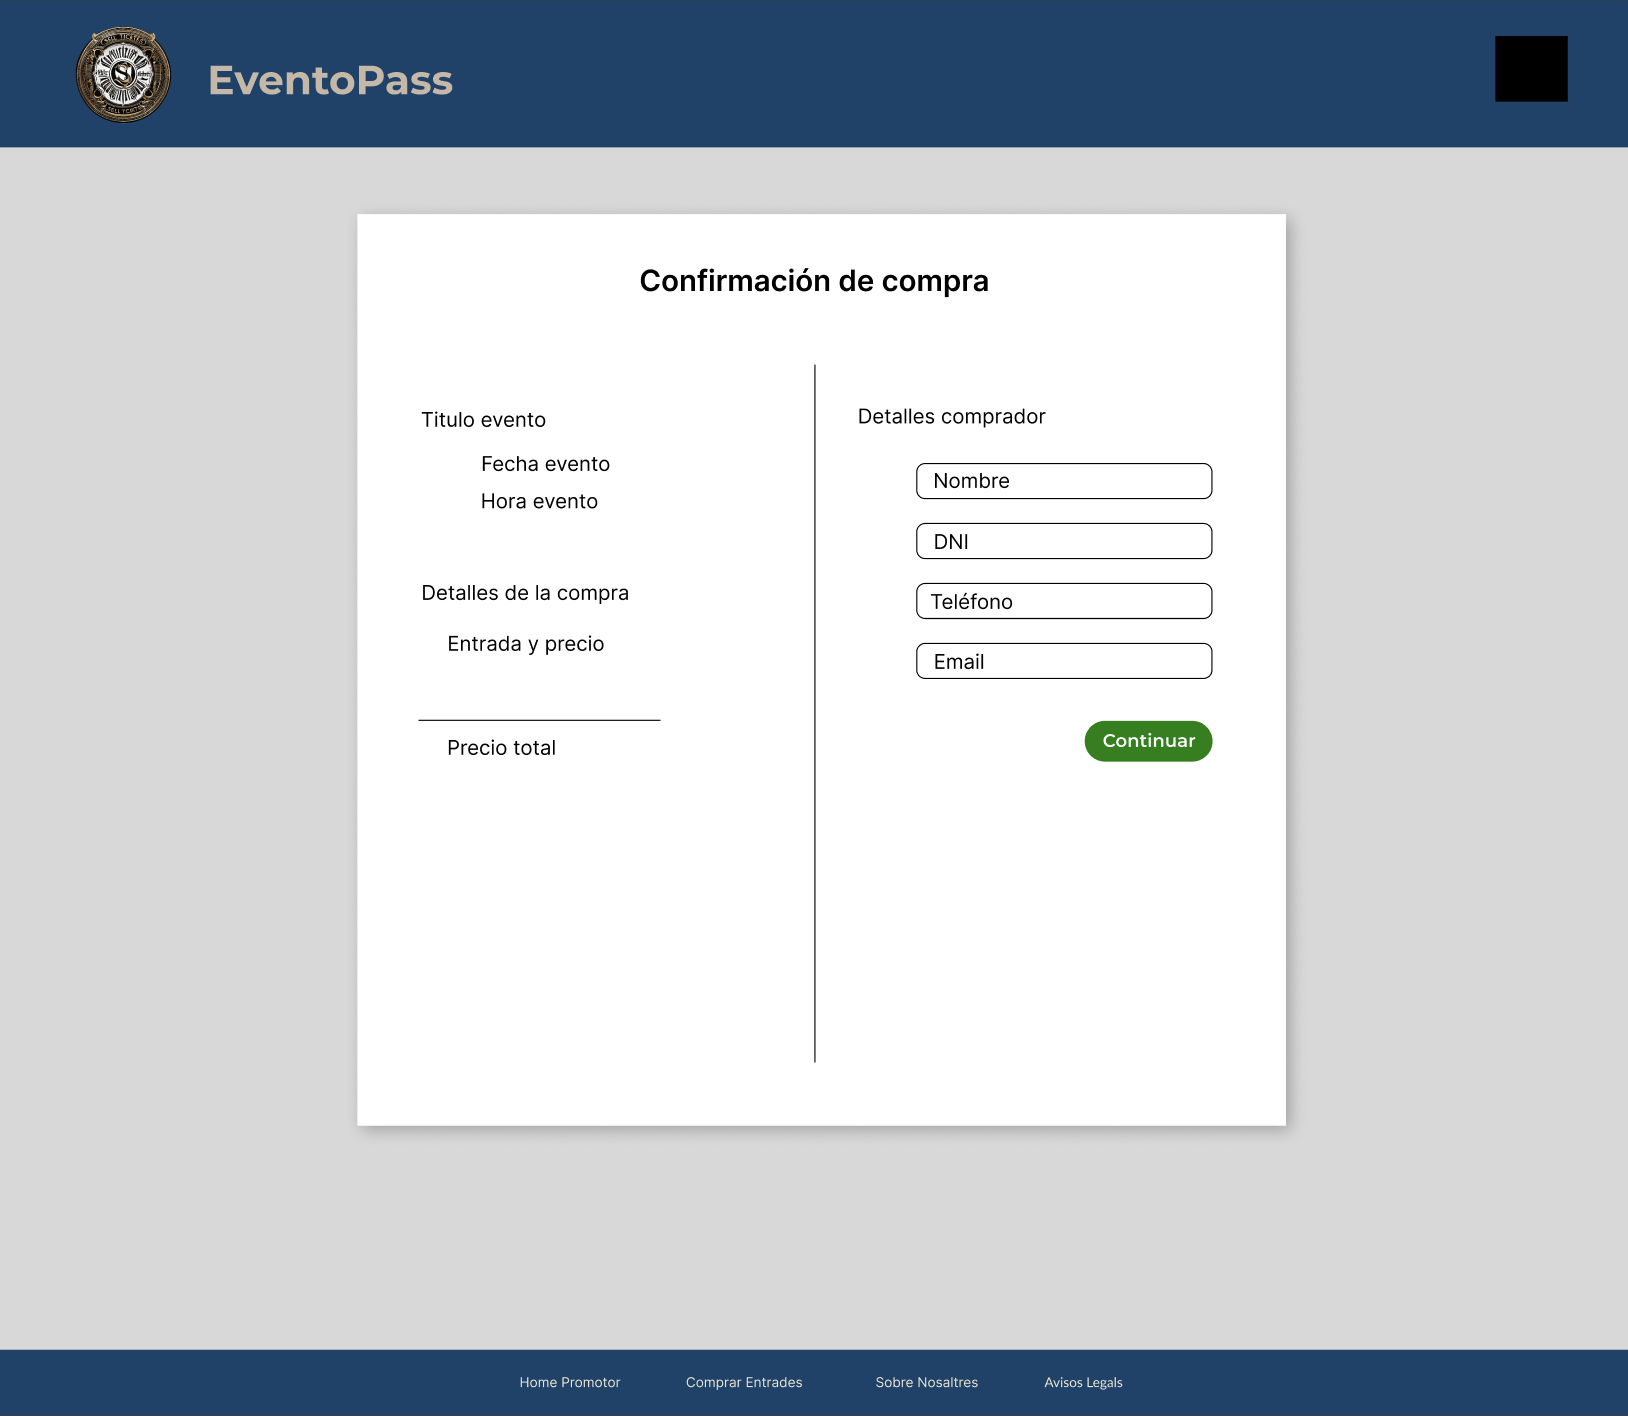 EventoPass
Confirmación de compra
Titulo evento
Fecha evento
Hora evento
Detalles de la compra
Entrada y precio
Precio total
Detalles comprador
Nombre
DNI
Teléfono
Email
Continuar
Home Promotor
Comprar Entrades
Sobre Nosaltres
Avisos Legals